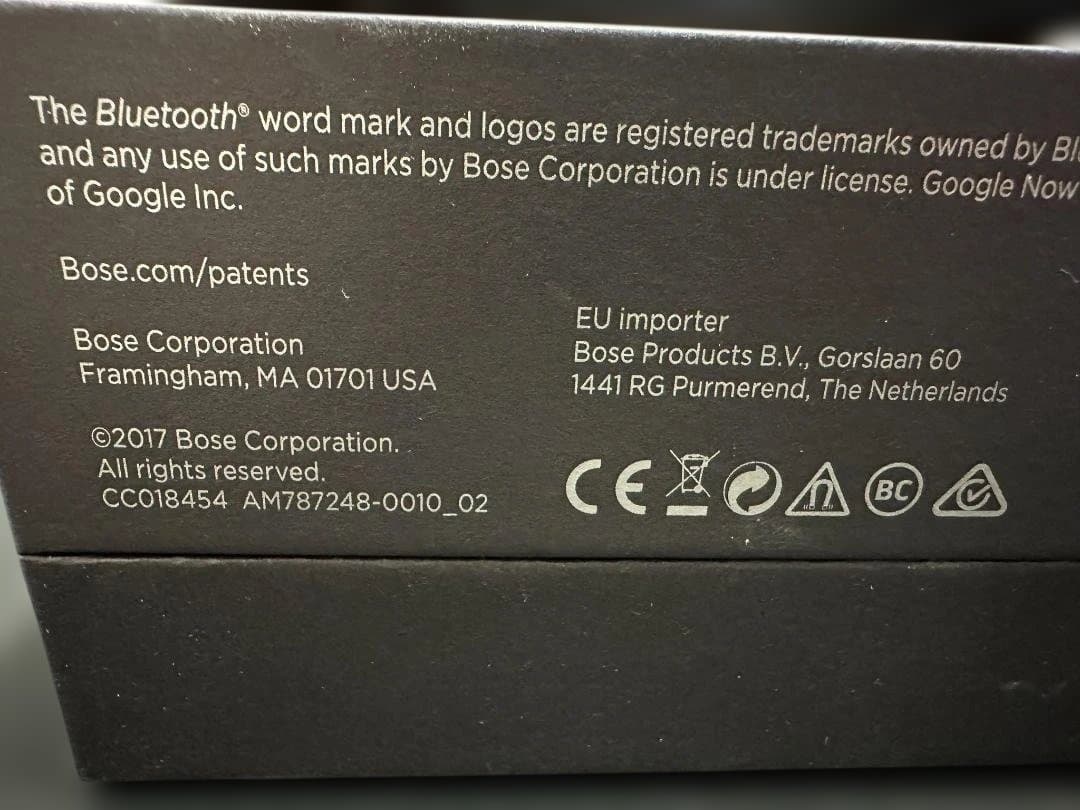 The Bluetooth® word mark and logos are registered trademarks owned by
and any use of such marks by Bose Corporation is under license. Google Now
of Google Inc.
Bose.com/patents
Bose Corporation
Framingham, MA 01701 USA
©2017 Bose Corporation.
All rights reserved.
CC018454 AM787248-0010_02
EU importer
Bose Products B.V., Gorslaan 60
1441 RG Purmerend, The Netherlands
CE BC